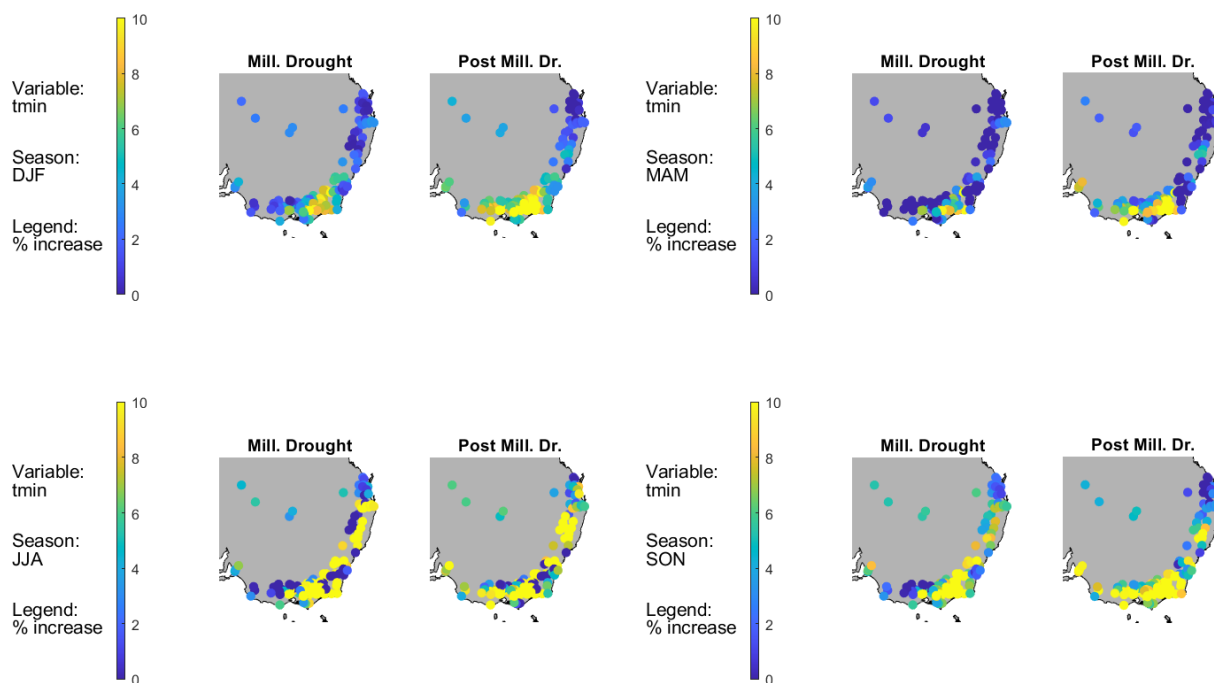 10
8
6
4
2
0
Variable:
tmin
Season:
DJF
Legend:
% increase
Mill. Drought
Post Mill. Dr.
10
8
6
4
2
0
Variable:
tmin
Season:
MAM
Legend:
% increase
Mill. Drought
Post Mill. Dr.
10
8
6
4
2
0
Variable:
tmin
Season:
JJA
Legend:
% increase
Mill. Drought
Post Mill. Dr.
10
8
6
4
2
0
Variable:
tmin
Season:
SON
Legend:
% increase
Mill. Drought
Post Mill. Dr.